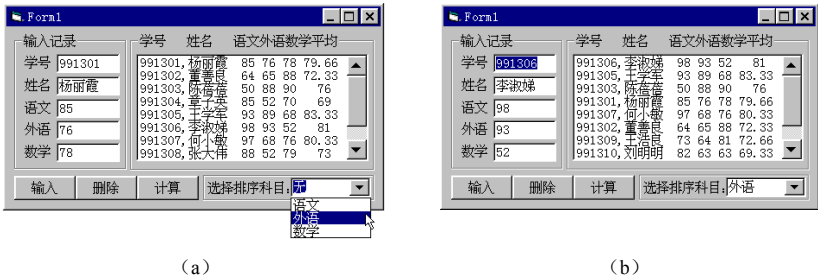 Form1
输入记录
学号 姓名 语文外语数学平均
学号 991301
姓名 杨丽霞
语文 85
外语 76
数学 78
991301,杨丽霞 85 76 78 79.66
991302,董善良 64 65 88 72.33
991303,陈蓓蓓 50 88 90 76
991304,章子英 85 52 70 69
991305,王学军 93 89 68 83.33
991306,李淑娣 98 93 52 81
991307,何小敏 97 68 76 80.33
991308,张大伟 88 52 79 73
输入 删除 计算 选择排序科目:无
语文
外语
数学
(a)
Form1
输入记录
学号 姓名 语文外语数学平均
学号 991306
姓名 李淑娣
语文 98
外语 93
数学 52
991306,李淑娣 98 93 52 81
991305,王学军 93 89 68 83.33
991303,陈蓓蓓 50 88 90 76
991301,杨丽霞 85 76 78 79.66
991307,何小敏 97 68 76 80.33
991302,董善良 64 65 88 72.33
991309,王浩良 73 64 81 72.66
991310,刘明明 82 63 63 69.33
输入 删除 计算 选择排序科目:外语
(b)